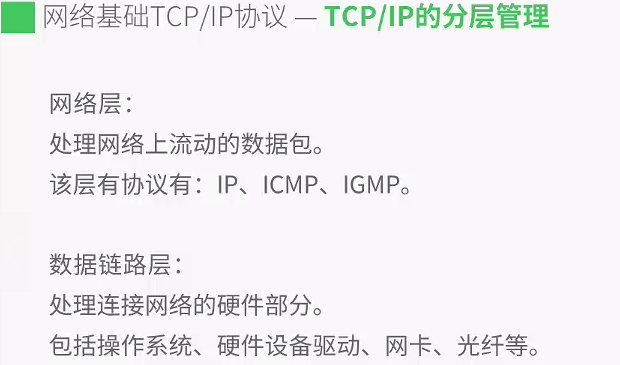 网络基础TCP/IP协议 — TCP/IP的分层管理
网络层：
处理网络上流动的数据包。
该层有协议有：IP、ICMP、IGMP。
数据链路层：
处理连接网络的硬件部分。
包括操作系统、硬件设备驱动、网卡、光纤等。